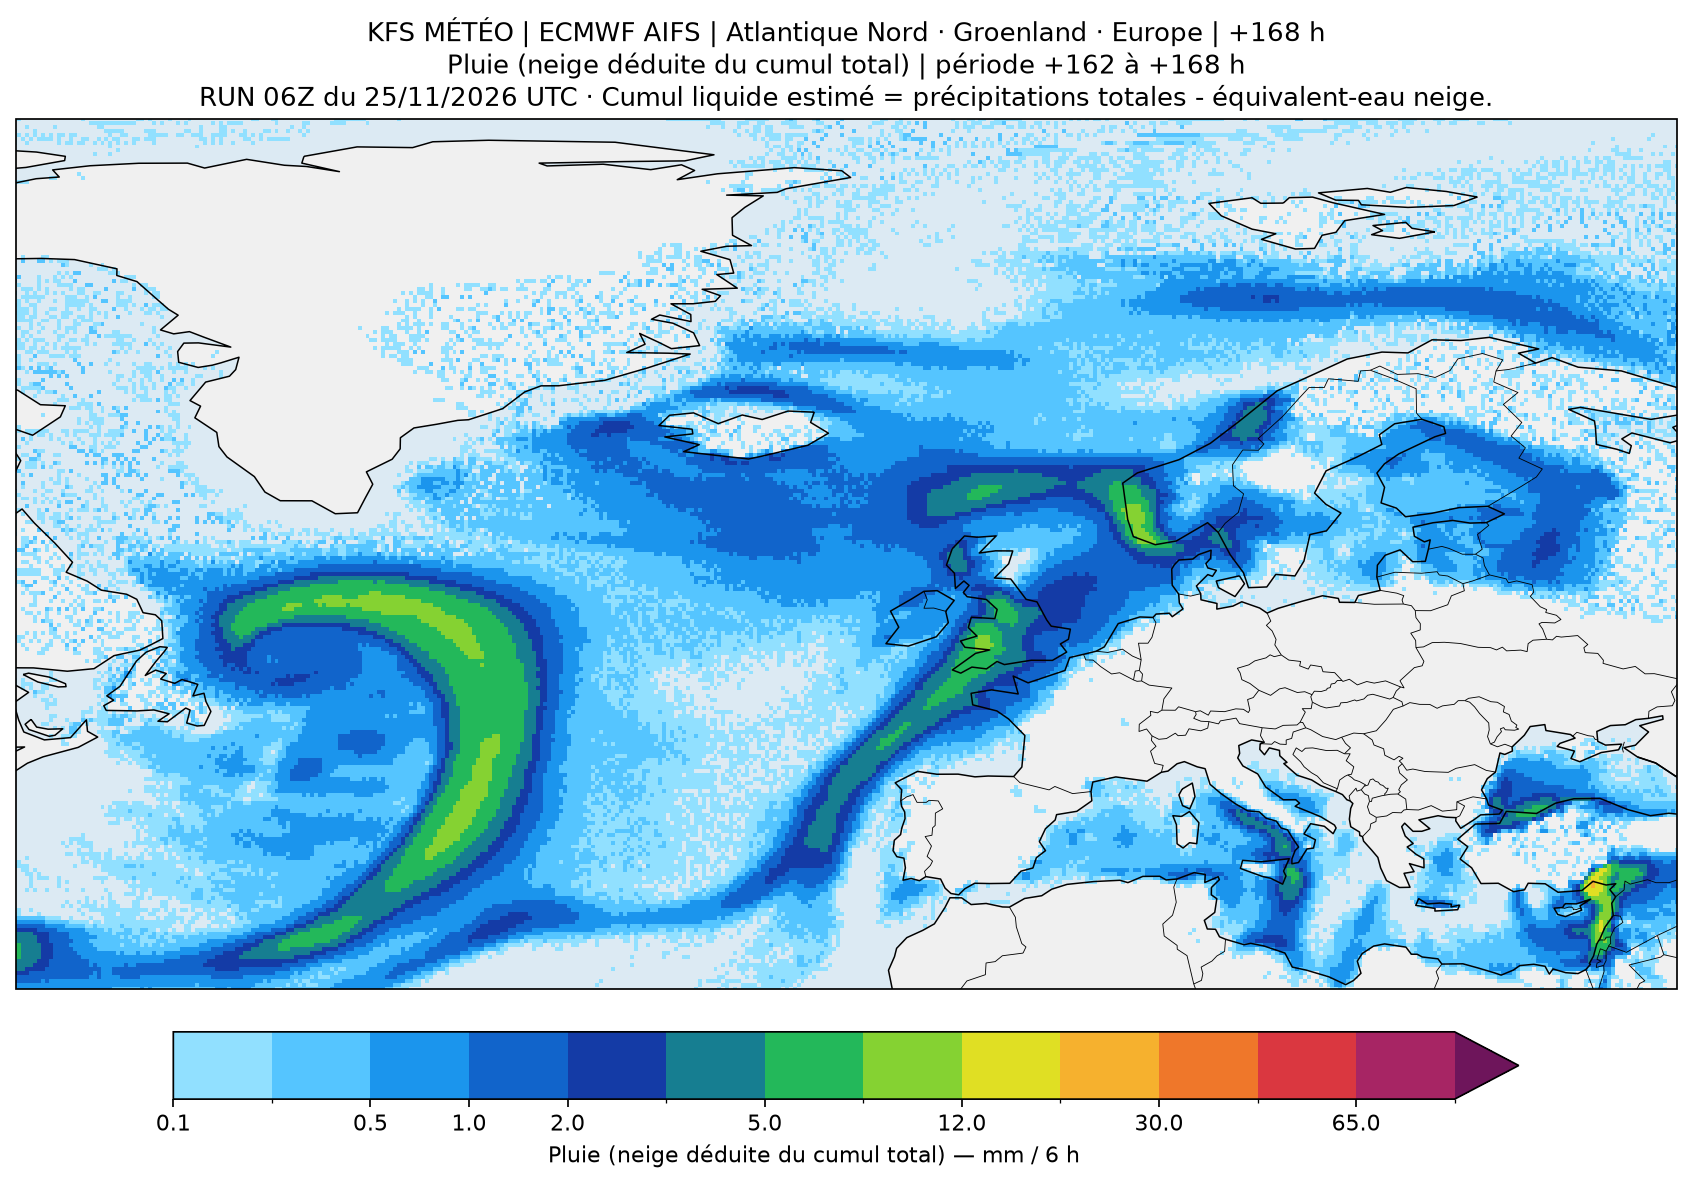 KFS MÉTÉO | ECMWF AIFS | Atlantique Nord · Groenland · Europe | +168 h
Pluie (neige déduite du cumul total) | période +162 à +168 h
RUN 06Z du 25/11/2026 UTC · Cumul liquide estimé = précipitations totales - équivalent-eau neige.
0.1 0.5 1.0 2.0 5.0 12.0 30.0 65.0
Pluie (neige déduite du cumul total) — mm / 6 h